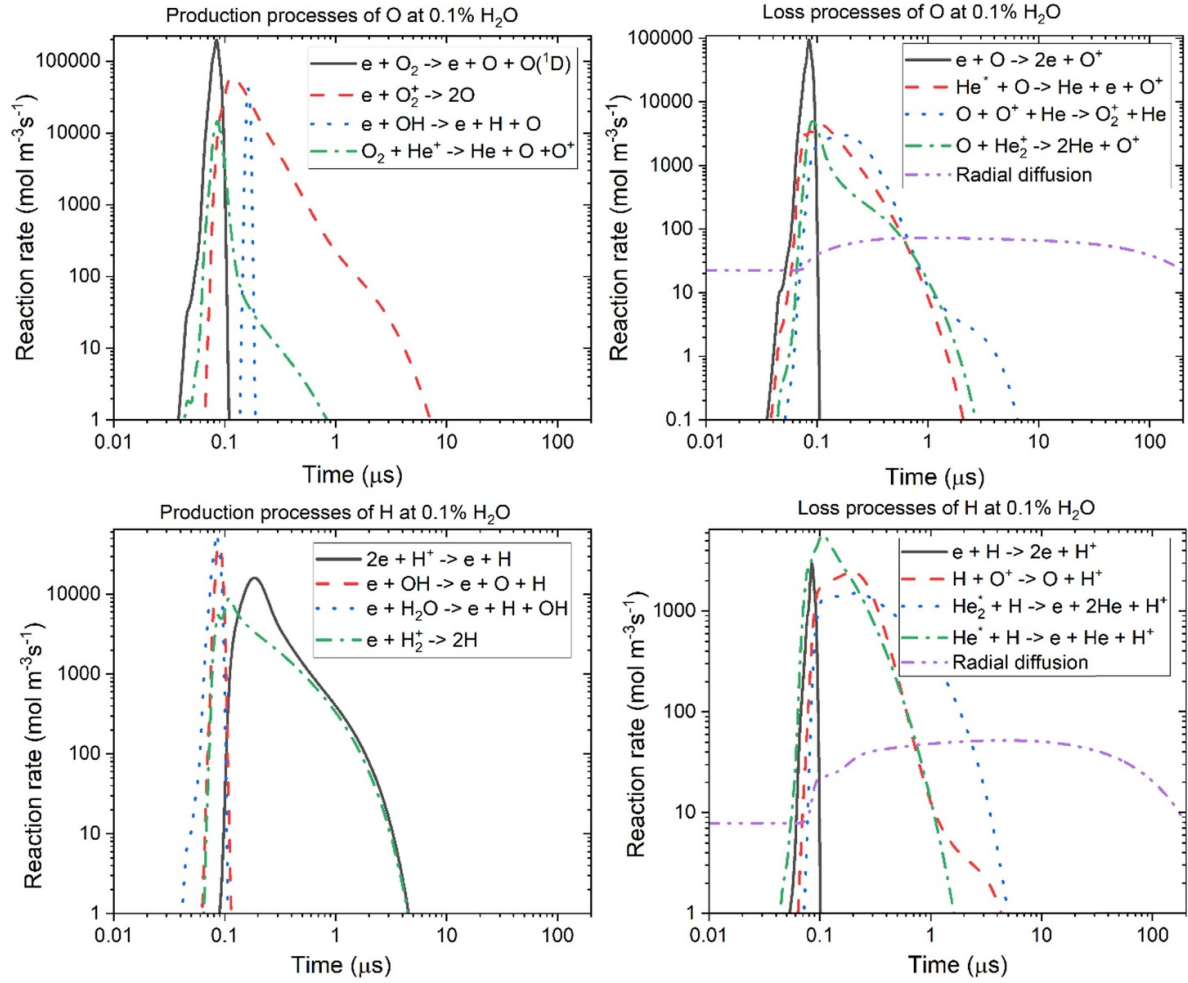 Production processes of O at 0.1% H₂O
Reaction rate (mol m⁻³s⁻¹)
100000
10000
1000
100
10
1
e + O₂ -> e + O + O(¹D)
e + O₂⁺ -> 2O
e + OH -> e + H + O
O₂ + He⁺ -> He + O +O⁺
0.01
0.1
1
10
100
Time (μs)
Loss processes of O at 0.1% H₂O
Reaction rate (mol m⁻³s⁻¹)
100000
10000
1000
100
10
1
0.1
e + O -> 2e + O⁺
He* + O -> He + e + O⁺
O + O⁺ + He -> O₂⁺ + He
O + He₂⁺ -> 2He + O⁺
Radial diffusion
0.01
0.1
1
10
100
Time (μs)
Production processes of H at 0.1% H₂O
Reaction rate (mol m⁻³s⁻¹)
10000
1000
100
10
1
2e + H⁺ -> e + H
e + OH -> e + O + H
e + H₂O -> e + H + OH
e + H₂⁺ -> 2H
0.01
0.1
1
10
100
Time (μs)
Loss processes of H at 0.1% H₂O
Reaction rate (mol m⁻³s⁻¹)
1000
100
10
1
e + H -> 2e + H⁺
H + O⁺ -> O + H⁺
He₂* + H -> e + 2He + H⁺
He* + H -> e + He + H⁺
Radial diffusion
0.01
0.1
1
10
100
Time (μs)